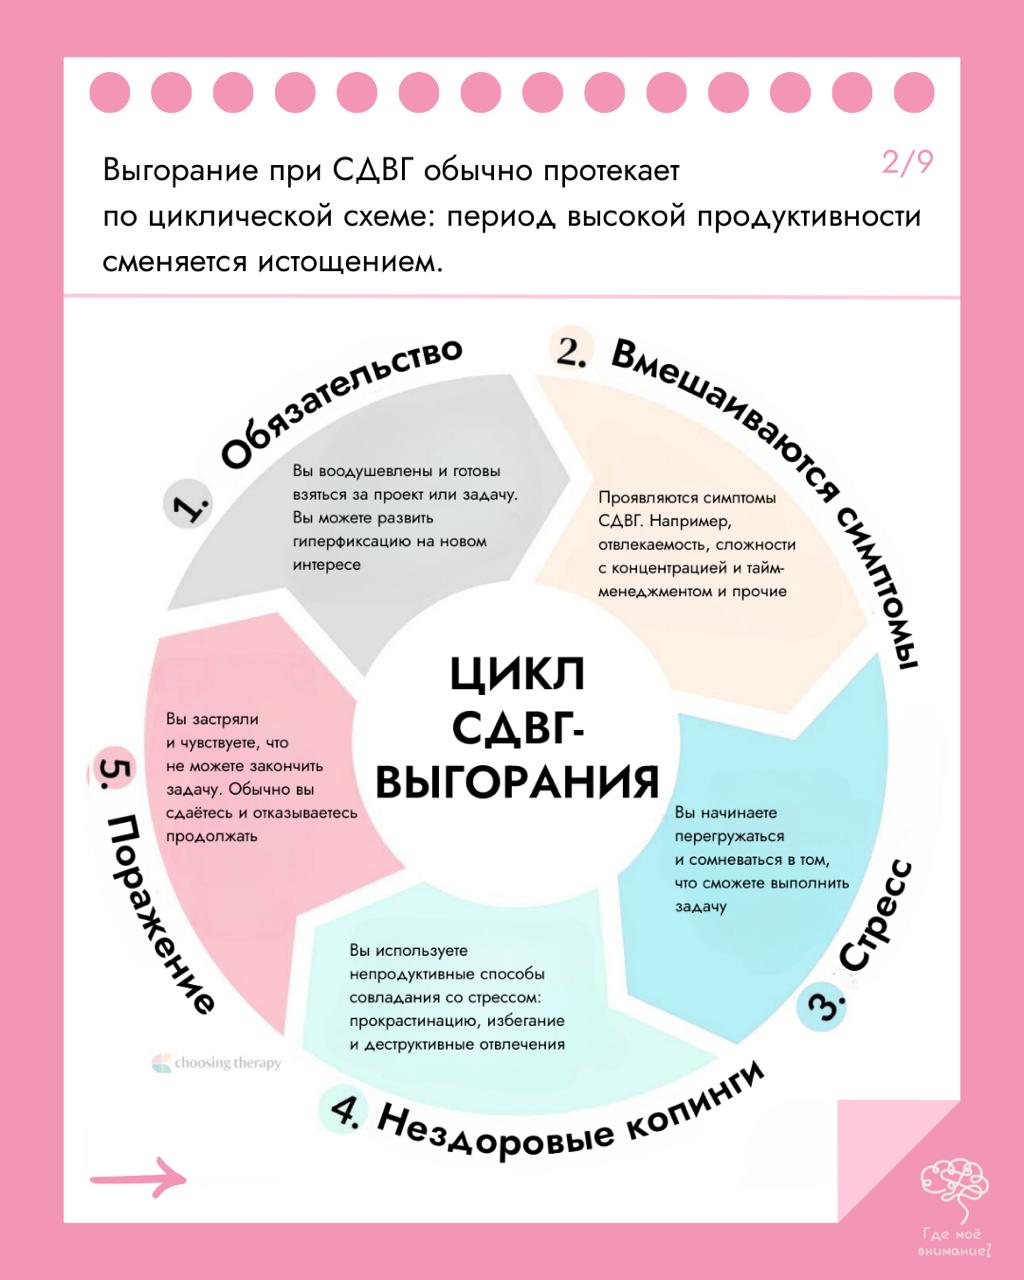 Выгорание при СДВГ обычно протекает
по циклической схеме: период высокой продуктивности
сменяется истощением.
2/9
1. Обязательство
Вы воодушевлены и готовы
взяться за проект или задачу.
Вы можете развить
гиперфиксацию на новом
интересе
2. Вмешаиваются симптомы
Проявляются симптомы
СДВГ. Например,
отвлекаемость, сложности
с концентрацией и тайм-
менеджментом и прочие
ЦИКЛ
СДВГ-
ВЫГОРАНИЯ
3. Стресс
Вы начинаете
перегружаться
и сомневаться в том,
что сможете выполнить
задачу
4. Нездоровые копинги
Вы используете
непродуктивные способы
совладания со стрессом:
прокрастинацию, избегание
и деструктивные отвлечения
5. Поражение
Вы застряли
и чувствуете, что
не можете закончить
задачу. Обычно вы
сдаётесь и отказываетесь
продолжать
choosing therapy
Где моё
внимание?